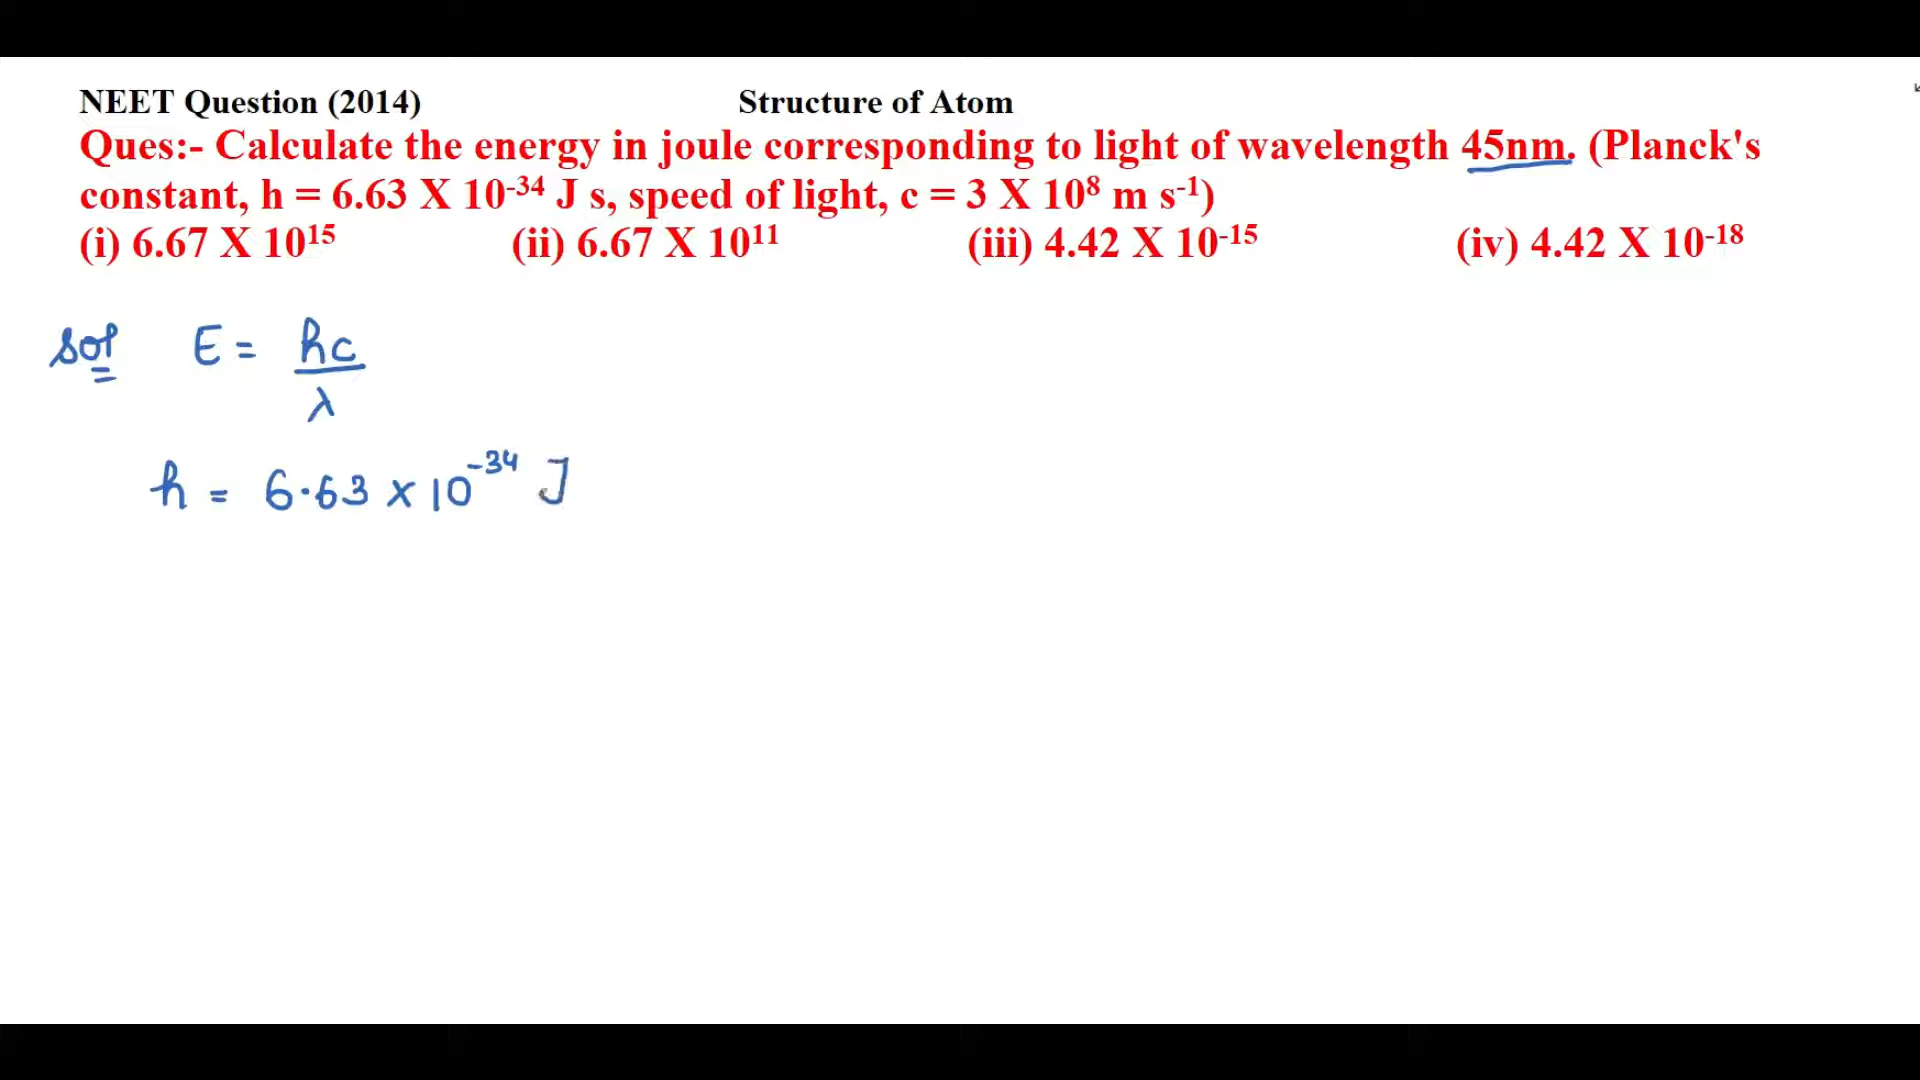 NEET Question (2014) Structure of Atom
Ques:- Calculate the energy in joule corresponding to light of wavelength 45nm. (Planck's
constant, h = 6.63 X 10⁻³⁴ J s, speed of light, c = 3 X 10⁸ m s⁻¹)
(i) 6.67 X 10¹⁵ (ii) 6.67 X 10¹¹ (iii) 4.42 X 10⁻¹⁵ (iv) 4.42 X 10⁻¹⁸
Sol E = hc
λ
h = 6.63 × 10⁻³⁴ J